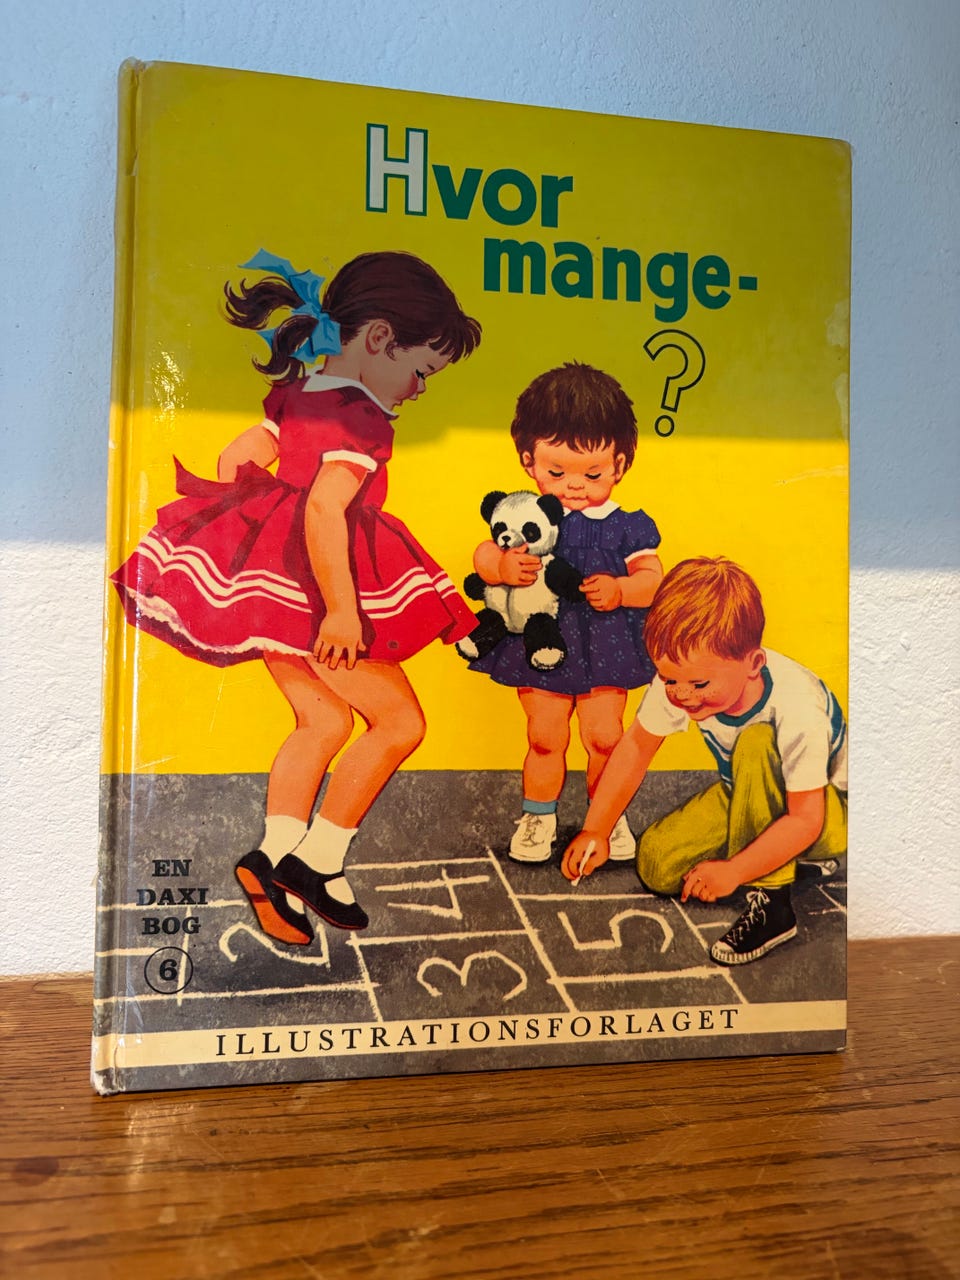 Hvor
mange-
?
EN
DAXI
BOG
6
2
4
3
5
ILLUSTRATIONSFORLAGET